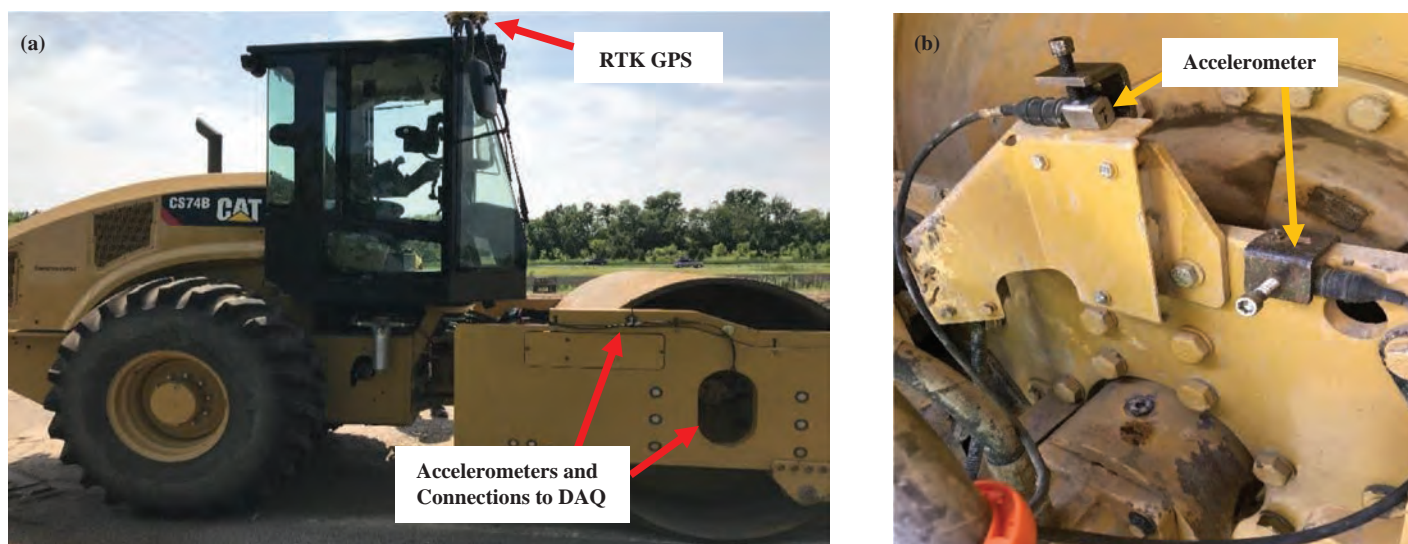 (a)
RTK GPS
CS74B CAT
Accelerometers and
Connections to DAQ
(b)
Accelerometer